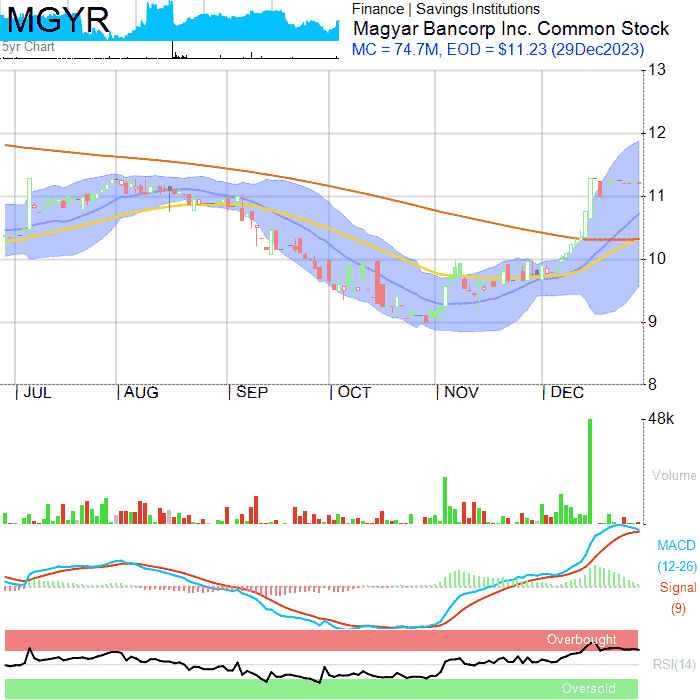 MGYR
5yr Chart
Finance | Savings Institutions
Magyar Bancorp Inc. Common Stock
MC = 74.7M, EOD = $11.23 (29Dec2023)
13
12
11
10
9
8
JUL AUG SEP OCT NOV DEC
48k
Volume
MACD
(12-26)
Signal
(9)
Overbought
RSI(14)
Oversold